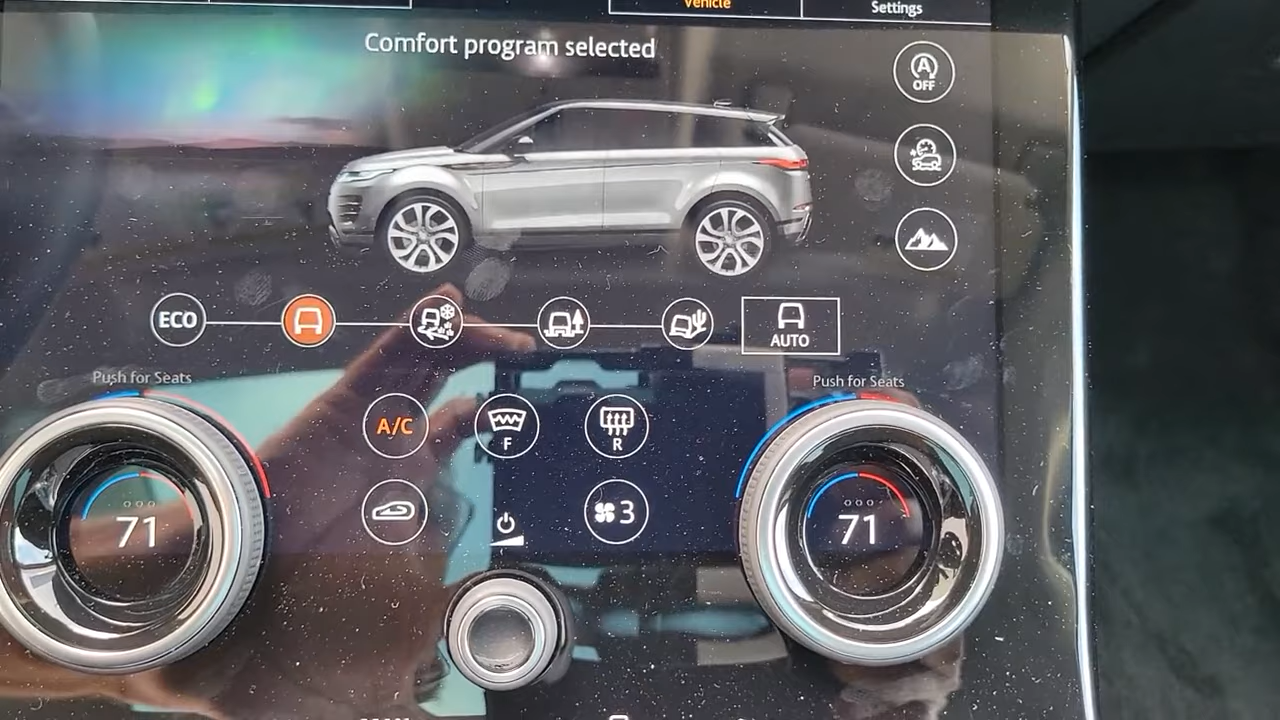 Vehicle
Settings
Comfort program selected
A
OFF
ECO
AUTO
Push for Seats
Push for Seats
A/C
F
R
71
3
71